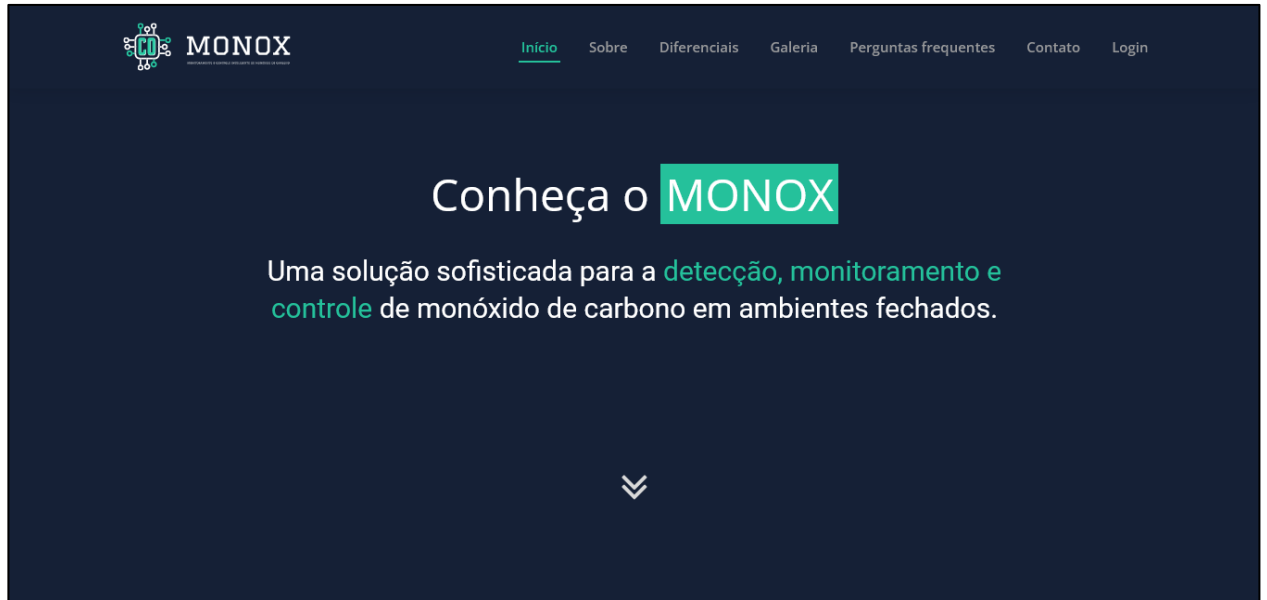 CO MONOX
Início Sobre Diferenciais Galeria Perguntas frequentes Contato Login
Conheça o MONOX
Uma solução sofisticada para a detecção, monitoramento e
controle de monóxido de carbono em ambientes fechados.